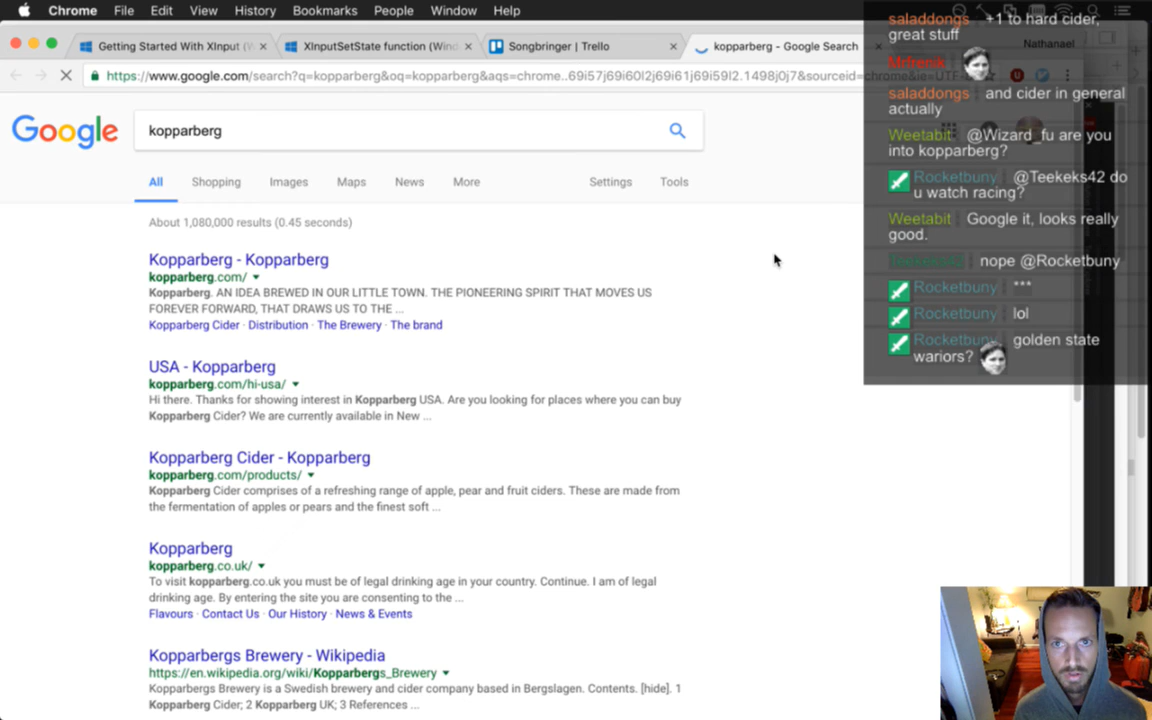 Chrome File Edit View History Bookmarks People Window Help
Getting Started With XInput (
XInputSetState function (Wind
Songbringer | Trello
kopparberg - Google Search
Nathanael
https://www.google.com/search?q=kopparberg&oq=kopparberg&aqs=chrome..69i57j69i60l2j69i61j69i59l2.1498j0j7&sourceid=chrome&ie=UTF-
Google
kopparberg
All Shopping Images Maps News More Settings Tools
About 1,080,000 results (0.45 seconds)
Kopparberg - Kopparberg
kopparberg.com/
Kopparberg. AN IDEA BREWED IN OUR LITTLE TOWN. THE PIONEERING SPIRIT THAT MOVES US
FOREVER FORWARD, THAT DRAWS US TO THE ...
Kopparberg Cider · Distribution · The Brewery · The brand
USA - Kopparberg
kopparberg.com/hi-usa/
Hi there. Thanks for showing interest in Kopparberg USA. Are you looking for places where you can buy
Kopparberg Cider? We are currently available in New ...
Kopparberg Cider - Kopparberg
kopparberg.com/products/
Kopparberg Cider comprises of a refreshing range of apple, pear and fruit ciders. These are made from
the fermentation of apples or pears and the finest soft ...
Kopparberg
kopparberg.co.uk/
To visit kopparberg.co.uk you must be of legal drinking age in your country. Continue. I am of legal
drinking age. By entering the site you are consenting to the ...
Flavours · Contact Us · Our History · News & Events
Kopparbergs Brewery - Wikipedia
https://en.wikipedia.org/wiki/Kopparbergs_Brewery
Kopparbergs Brewery is a Swedish brewery and cider company based in Bergslagen. Contents. [hide]. 1
Kopparberg Cider; 2 Kopparberg UK; 3 References ...
saladdongs +1 to hard cider,
great stuff
Mrfrenik
saladdongs and cider in general
actually
Weetabit @Wizard_fu are you
into kopparberg?
Rocketbuny @Teekeks42 do
u watch racing?
Weetabit Google it, looks really
good.
Teekeks42 nope @Rocketbuny
Rocketbuny ***
Rocketbuny lol
Rocketbuny golden state
wariors?